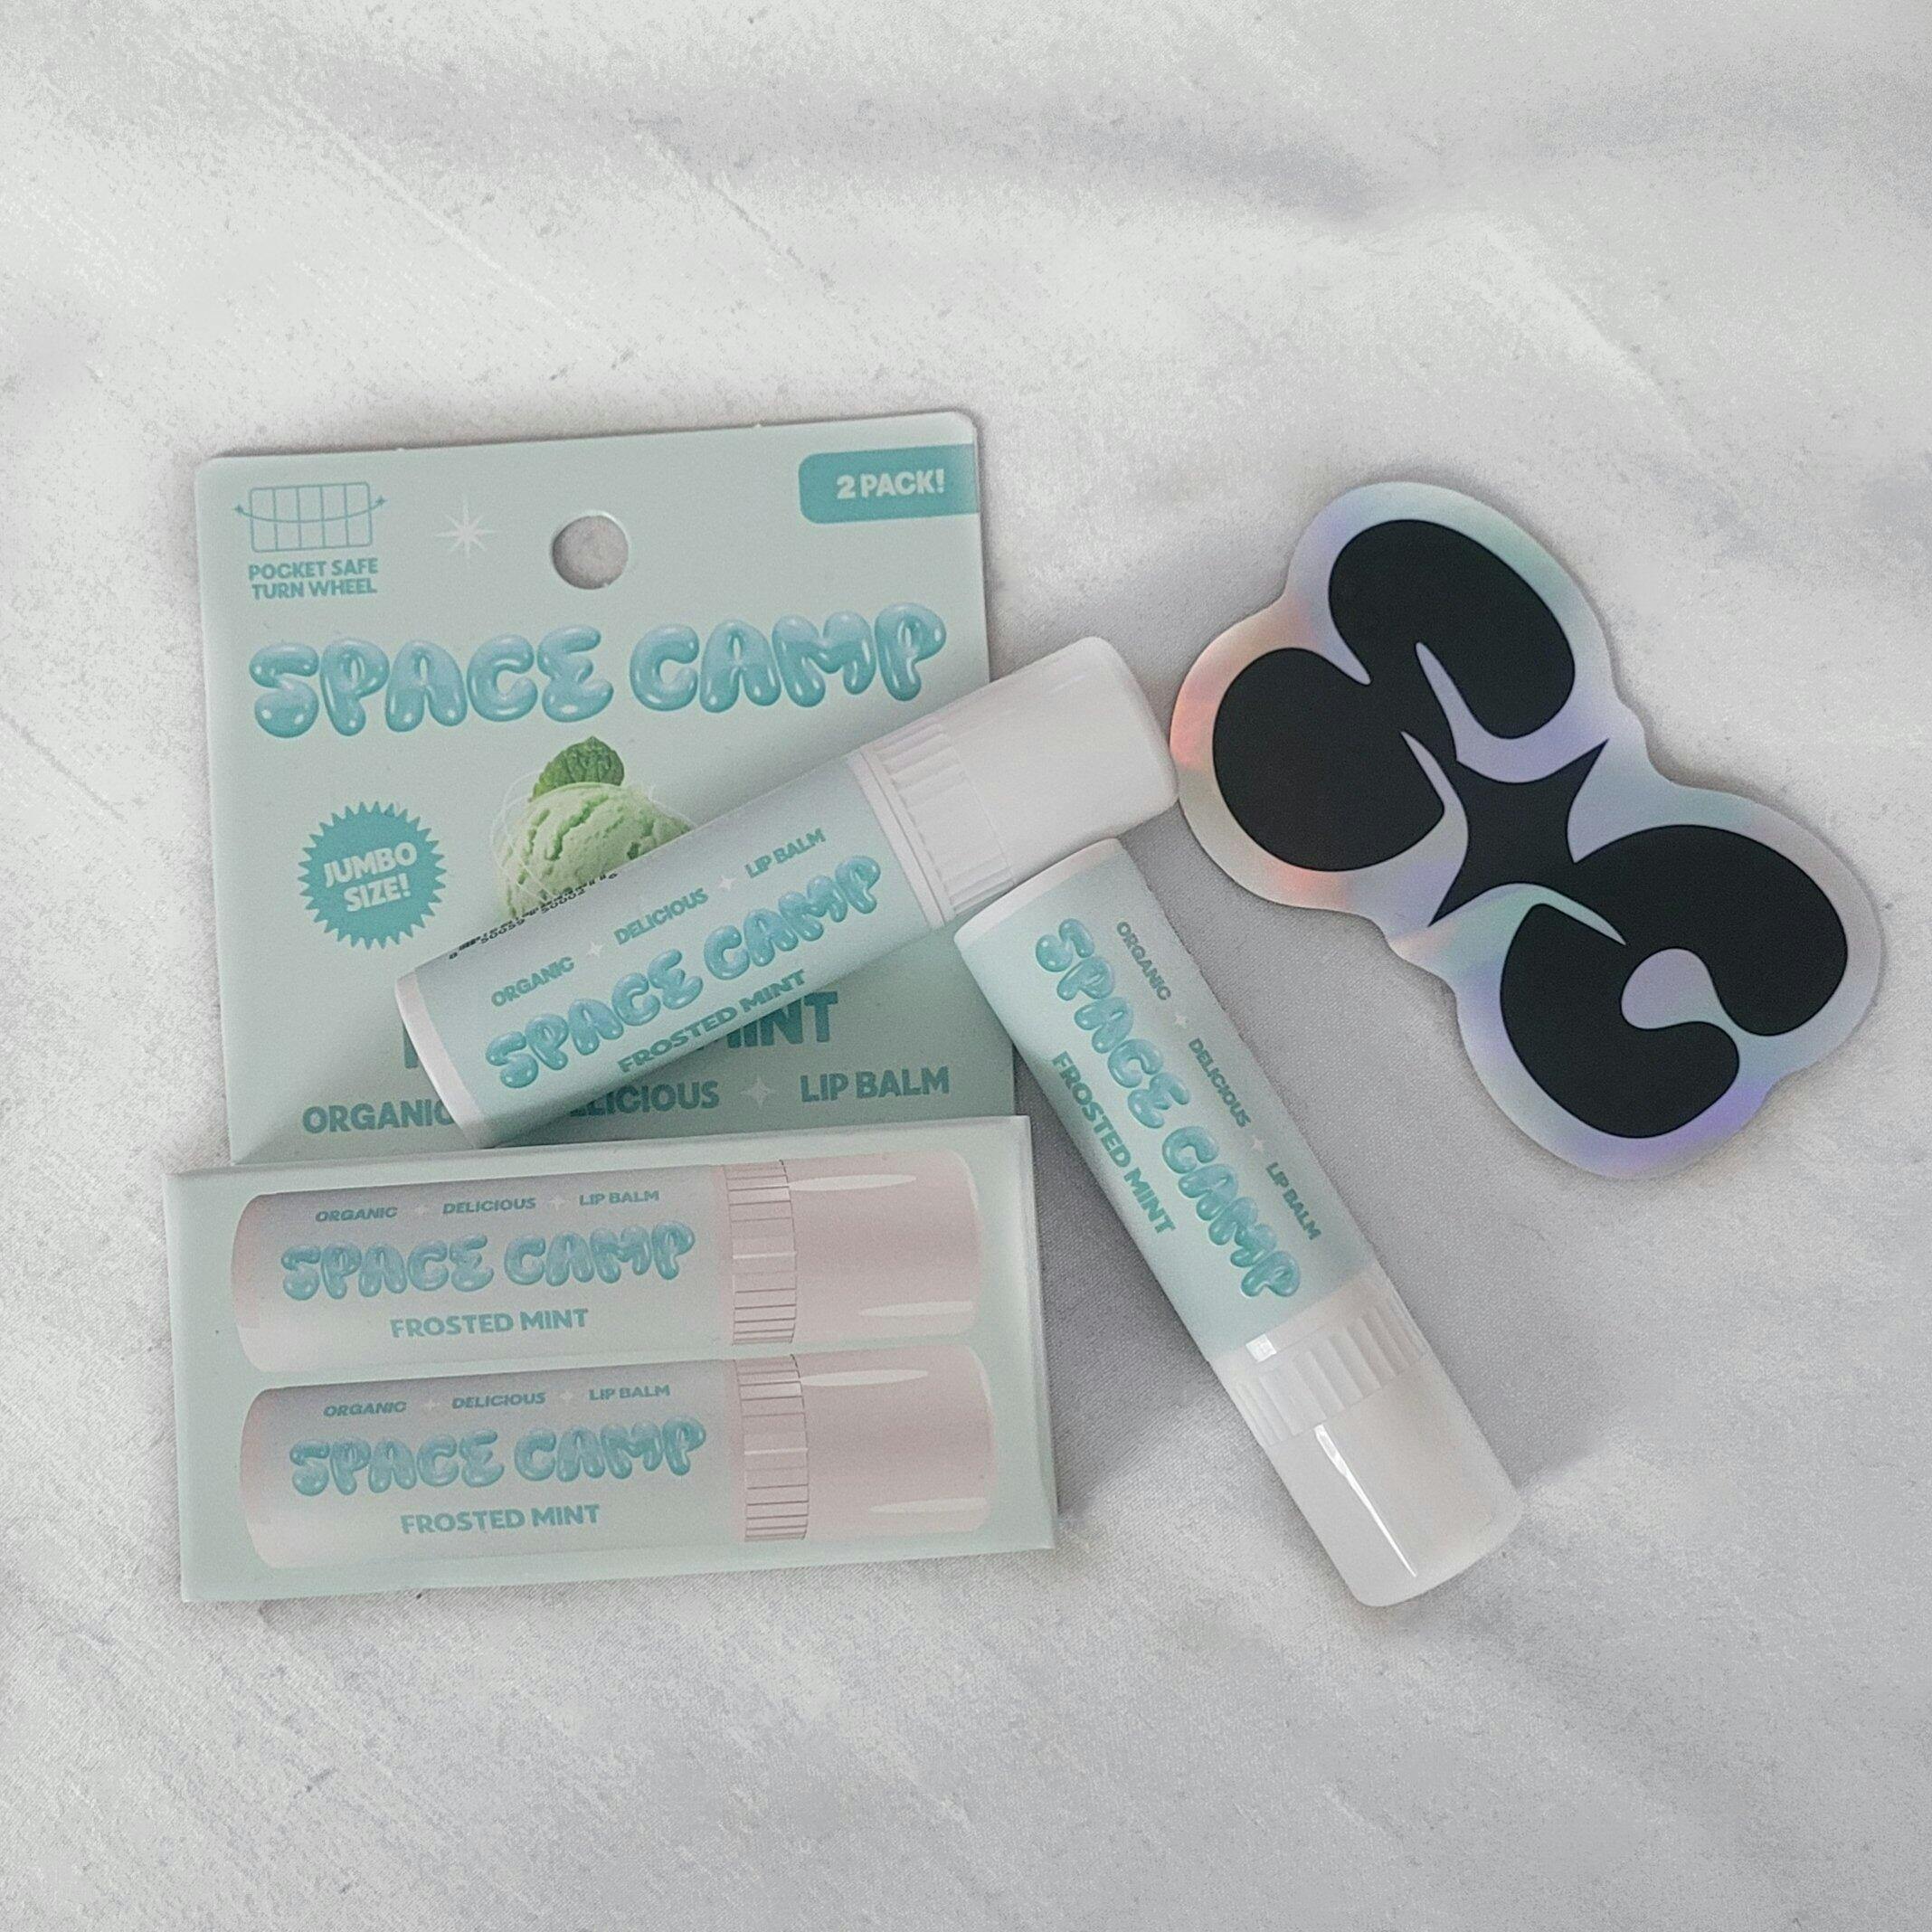 2 PACK!
POCKET SAFE
TURN WHEEL
SPACE CAMP
JUMBO
SIZE!
ORGANIC DELICIOUS LIP BALM
SPACE CAMP
FROSTED MINT
LIP BALM
ORGANIC DELICIOUS LIP BALM
SPACE CAMP
FROSTED MINT
ORGANIC DELICIOUS LIP BALM
SPACE CAMP
FROSTED MINT
ORGANIC DELICIOUS LIP BALM
SPACE CAMP
FROSTED MINT